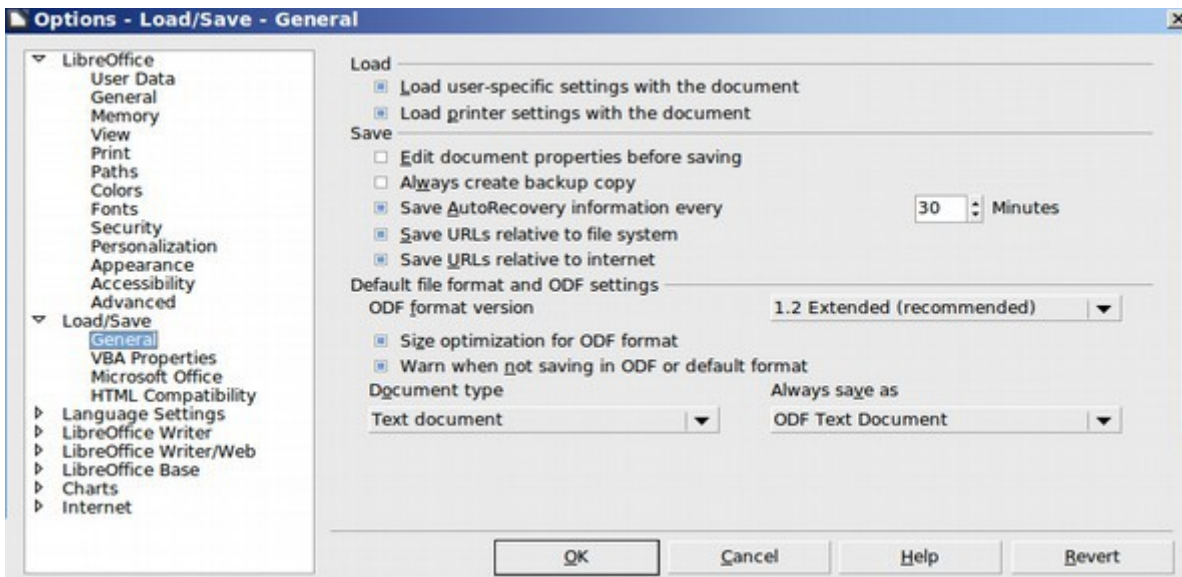 Options - Load/Save - General
LibreOffice
User Data
General
Memory
View
Print
Paths
Colors
Fonts
Security
Personalization
Appearance
Accessibility
Advanced
Load/Save
General
VBA Properties
Microsoft Office
HTML Compatibility
Language Settings
LibreOffice Writer
LibreOffice Writer/Web
LibreOffice Base
Charts
Internet
Load
Load user-specific settings with the document
Load printer settings with the document
Save
Edit document properties before saving
Always create backup copy
Save AutoRecovery information every 30 Minutes
Save URLs relative to file system
Save URLs relative to internet
Default file format and ODF settings
ODF format version 1.2 Extended (recommended)
Size optimization for ODF format
Warn when not saving in ODF or default format
Document type Always save as
Text document ODF Text Document
OK Cancel Help Revert